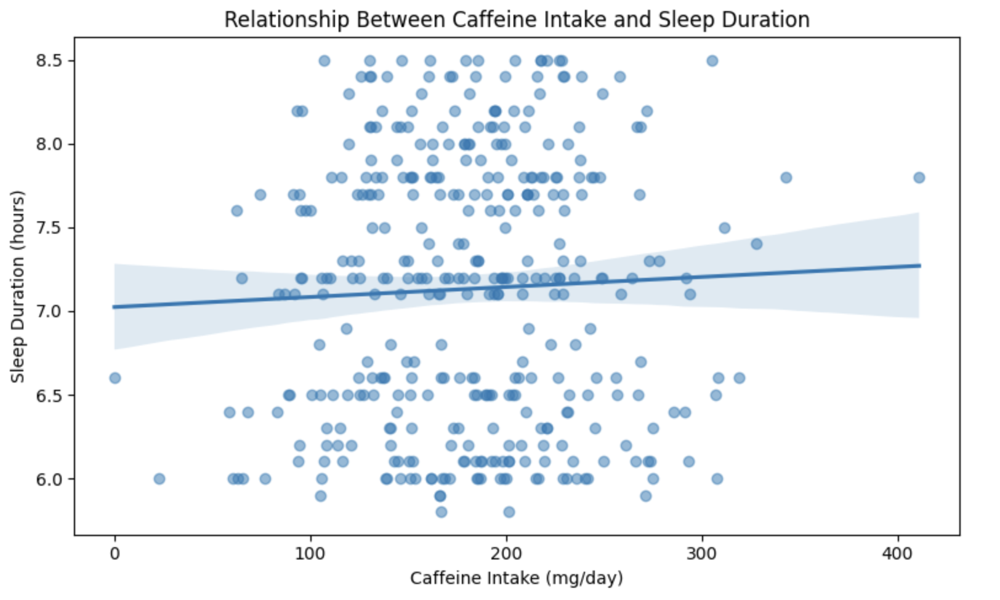 Relationship Between Caffeine Intake and Sleep Duration
Sleep Duration (hours)
8.5
8.0
7.5
7.0
6.5
6.0
0 100 200 300 400
Caffeine Intake (mg/day)